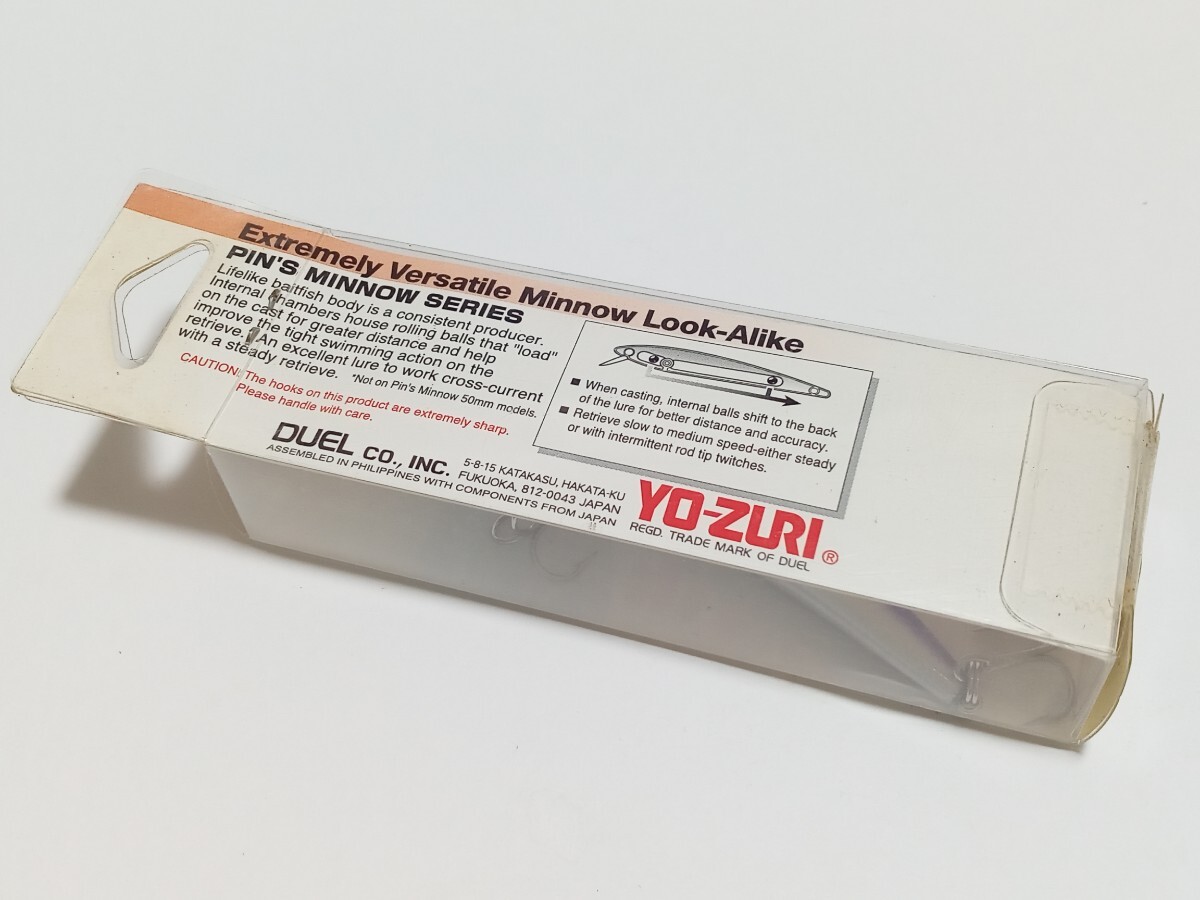 Extremely Versatile Minnow Look-Alike
PIN'S MINNOW SERIES
Lifelike baitfish body is a consistent producer.
Internal chambers house rolling balls that "load"
on the cast for greater distance and help
improve the tight swimming action on the
retrieve. An excellent lure to work cross-current
with a steady retrieve. *Not on Pin's Minnow 50mm models.
CAUTION: The hooks on this product are extremely sharp.
Please handle with care.
■ When casting, internal balls shift to the back
of the lure for better distance and accuracy.
■ Retrieve slow to medium speed-either steady
or with intermittent rod tip twitches.
DUEL CO., INC. 5-8-15 KATAKASU, HAKATA-KU
FUKUOKA, 812-0043 JAPAN
ASSEMBLED IN PHILIPPINES WITH COMPONENTS FROM JAPAN
YO-ZURI®
REGD. TRADE MARK OF DUEL